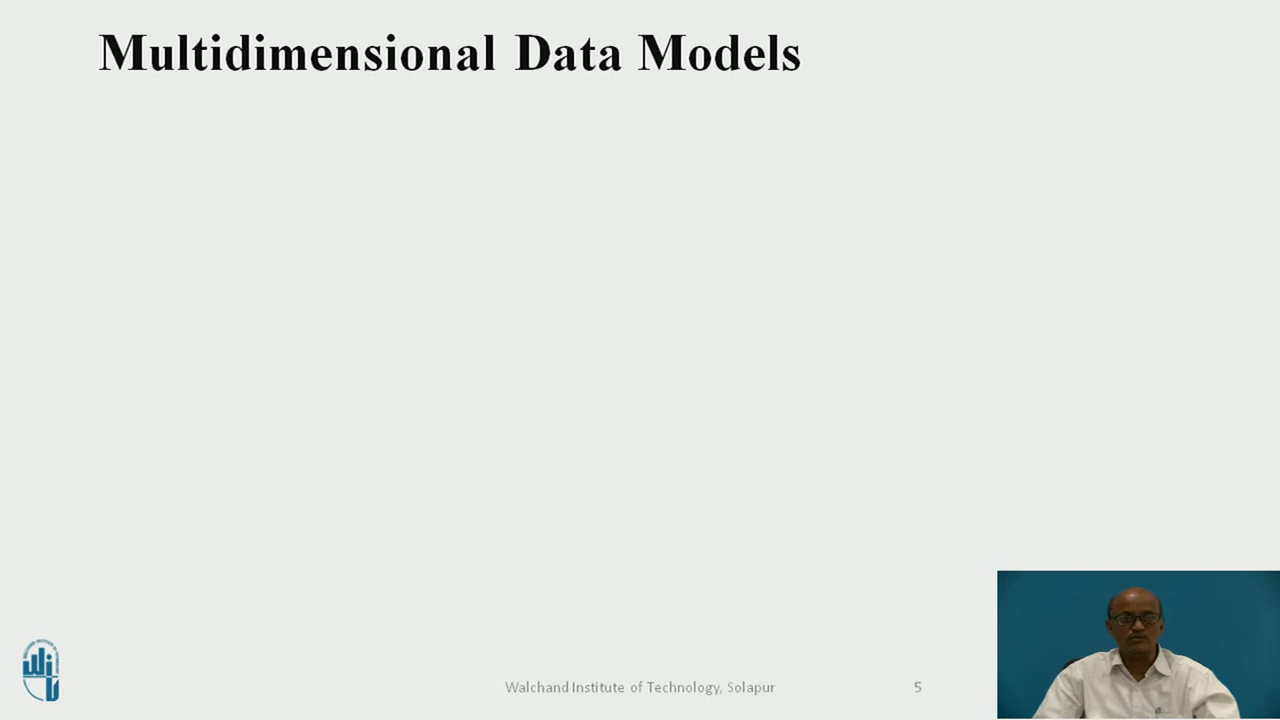 Multidimensional Data Models
Walchand Institute of Technology, Solapur
5